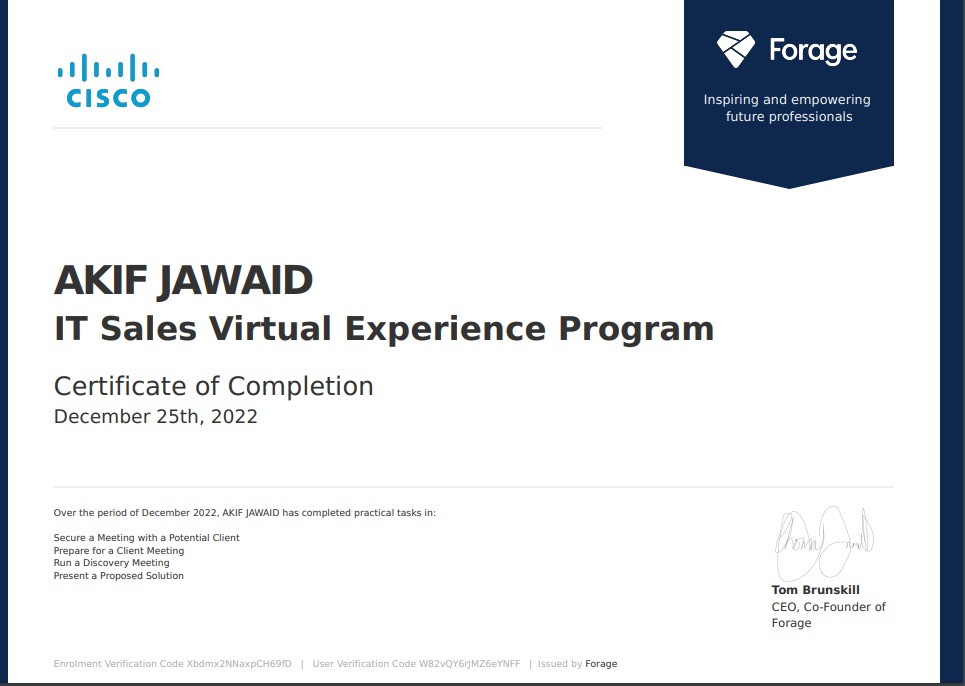 CISCO
Forage
Inspiring and empowering
future professionals
AKIF JAWAID
IT Sales Virtual Experience Program
Certificate of Completion
December 25th, 2022
Over the period of December 2022, AKIF JAWAID has completed practical tasks in:
Secure a Meeting with a Potential Client
Prepare for a Client Meeting
Run a Discovery Meeting
Present a Proposed Solution
Tom Brunskill
CEO, Co-Founder of
Forage
Enrolment Verification Code Xbdmx2NNaxpCH69fD | User Verification Code W82vQY6rJMZ6eYNFF | Issued by Forage